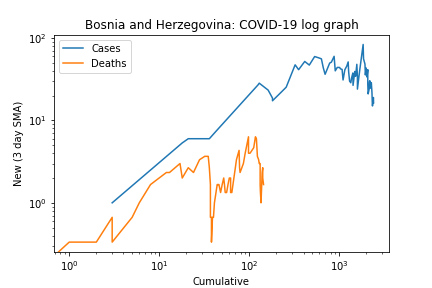 Bosnia and Herzegovina: COVID-19 log graph
Cases
Deaths
New (3 day SMA)
10²
10¹
10⁰
10⁰ 10¹ 10² 10³
Cumulative